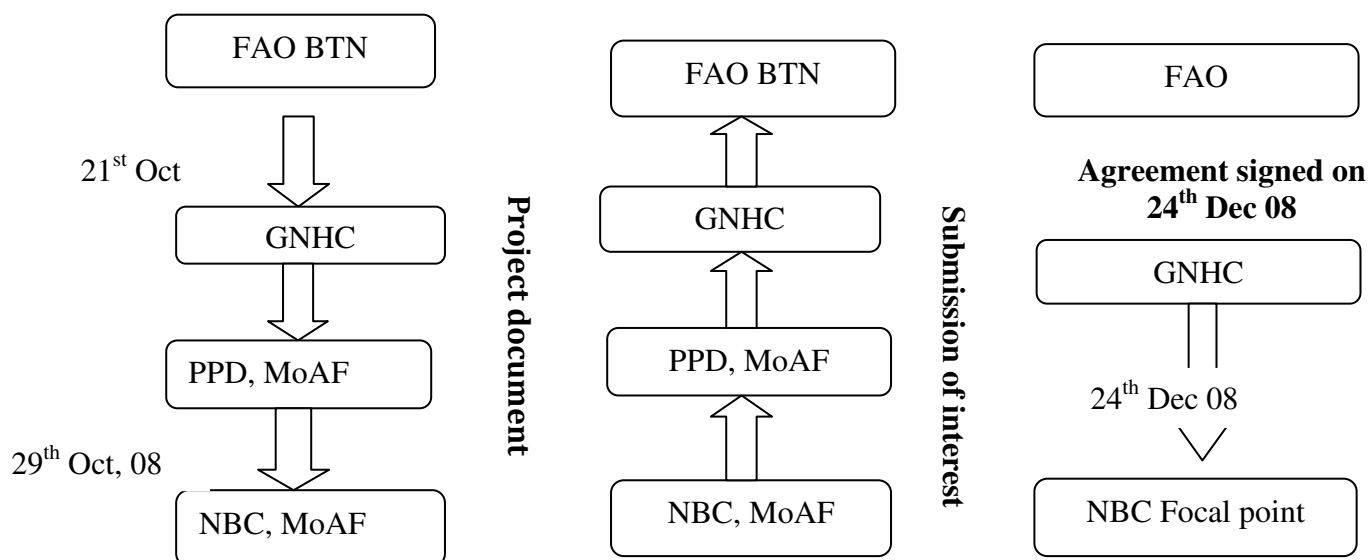 FAO BTN
21st Oct
GNHC
PPD, MoAF
29th Oct, 08
NBC, MoAF
Project document
FAO BTN
GNHC
PPD, MoAF
NBC, MoAF
Submission of interest
FAO
Agreement signed on
24th Dec 08
GNHC
24th Dec 08
NBC Focal point